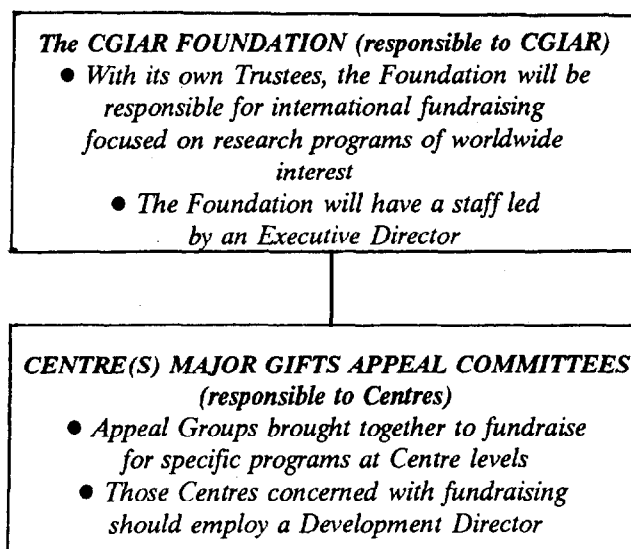 The CGIAR FOUNDATION (responsible to CGIAR)
● With its own Trustees, the Foundation will be
responsible for international fundraising
focused on research programs of worldwide
interest
● The Foundation will have a staff led
by an Executive Director
CENTRE(S) MAJOR GIFTS APPEAL COMMITTEES
(responsible to Centres)
● Appeal Groups brought together to fundraise
for specific programs at Centre levels
● Those Centres concerned with fundraising
should employ a Development Director